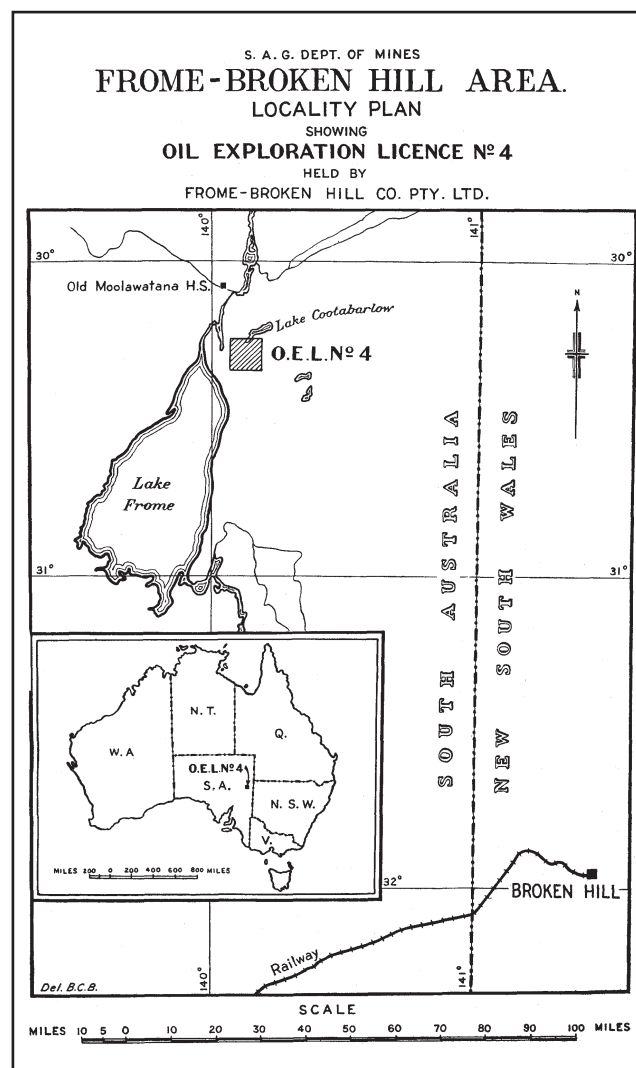 S. A. G. DEPT. OF MINES
FROME-BROKEN HILL AREA.
LOCALITY PLAN
SHOWING
OIL EXPLORATION LICENCE Nº 4
HELD BY
FROME-BROKEN HILL CO. PTY. LTD.
140°
141°
30°
30°
Old Moolawatana H.S.
Lake Cootabarlow
N
O.E.L. Nº 4
Lake
Frome
SOUTH AUSTRALIA
NEW SOUTH WALES
31°
31°
N. T.
W. A
Q.
O.E.L. Nº 4
S. A.
N. S. W.
V.
MILES 200 0 200 400 600 800 MILES
32°
BROKEN HILL
Railway
140°
141°
Del. B.C.B.
SCALE
MILES 10 5 0 10 20 30 40 50 60 70 80 90 100 MILES